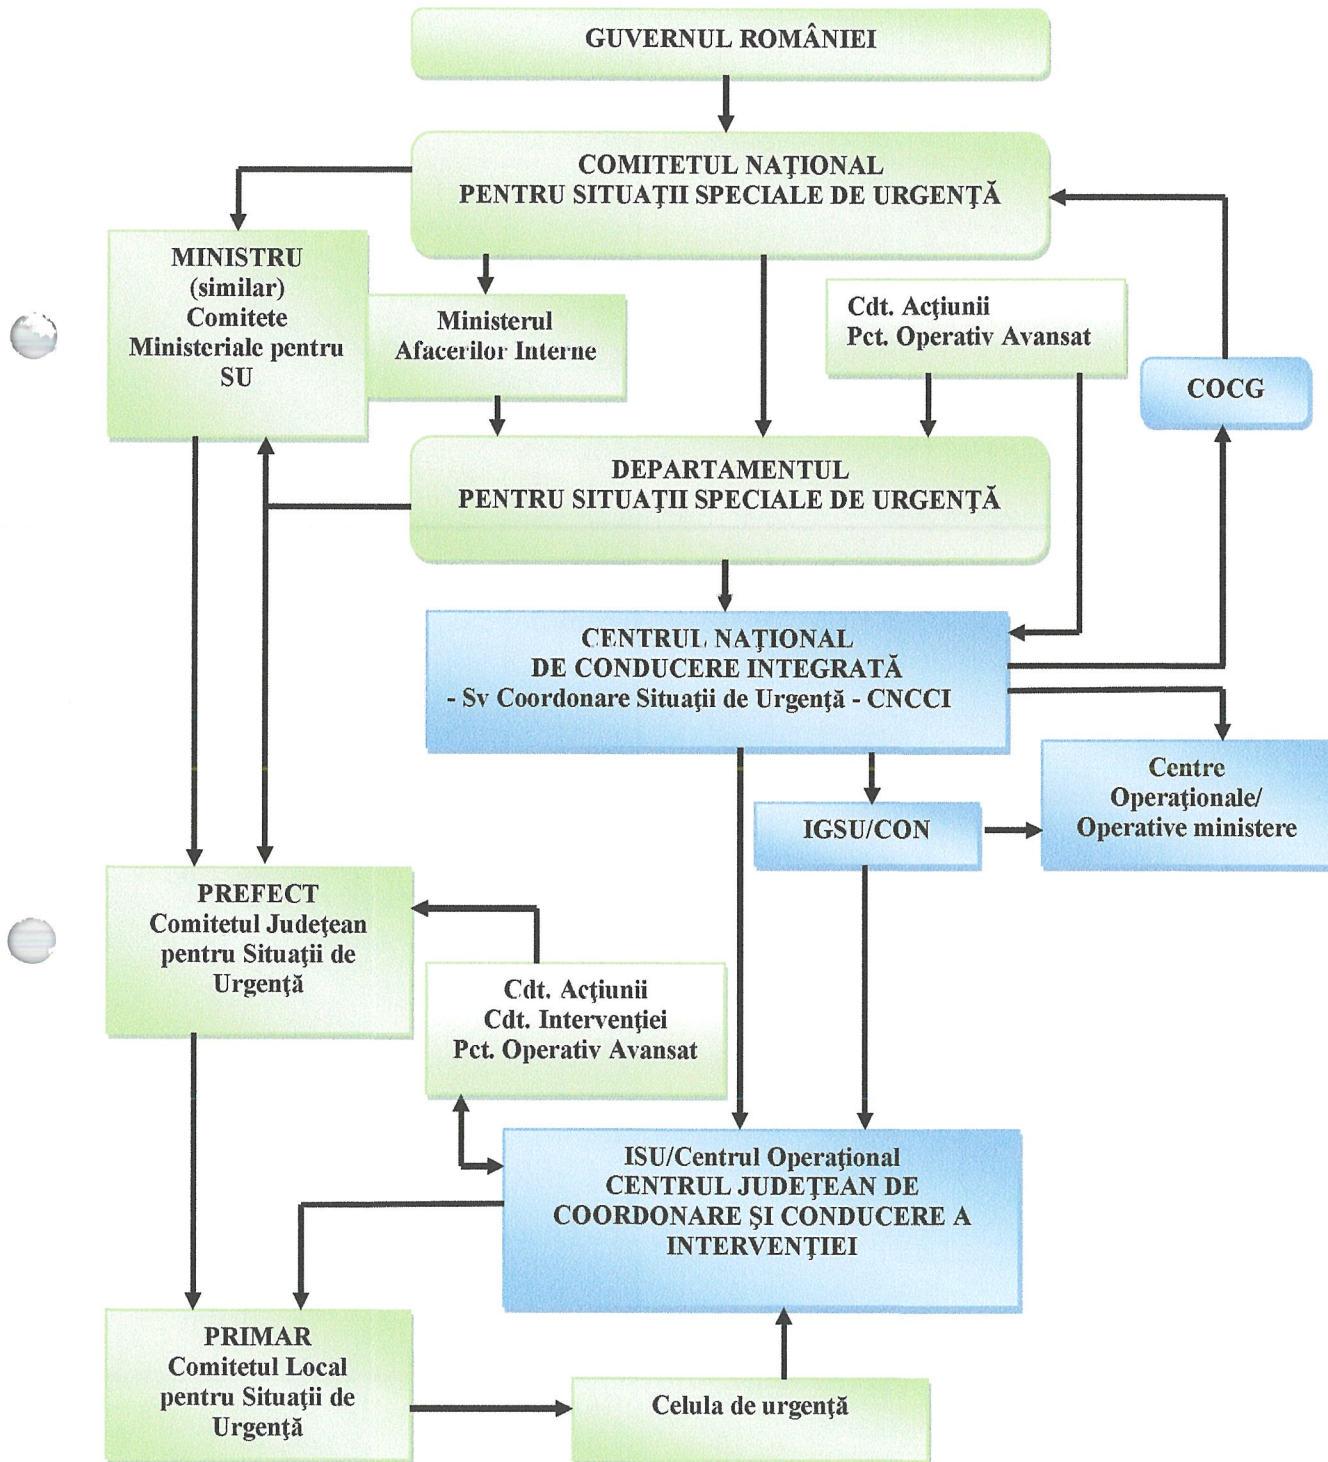 GUVERNUL ROMÂNIEI
COMITETUL NAŢIONAL
PENTRU SITUAŢII SPECIALE DE URGENŢĂ
MINISTRU
(similar)
Comitete
Ministeriale pentru
SU
Ministerul
Afacerilor Interne
Cdt. Acţiunii
Pct. Operativ Avansat
COCG
DEPARTAMENTUL
PENTRU SITUAŢII SPECIALE DE URGENŢĂ
CENTRUL NAŢIONAL
DE CONDUCERE INTEGRATĂ
- Sv Coordonare Situaţii de Urgenţă - CNCCI
Centre
Operaţionale/
Operative ministere
IGSU/CON
PREFECT
Comitetul Judeţean
pentru Situaţii de
Urgenţă
Cdt. Acţiunii
Cdt. Intervenţiei
Pct. Operativ Avansat
ISU/Centrul Operaţional
CENTRUL JUDEŢEAN DE
COORDONARE ŞI CONDUCERE A
INTERVENŢIEI
PRIMAR
Comitetul Local
pentru Situaţii de
Urgenţă
Celula de urgenţă